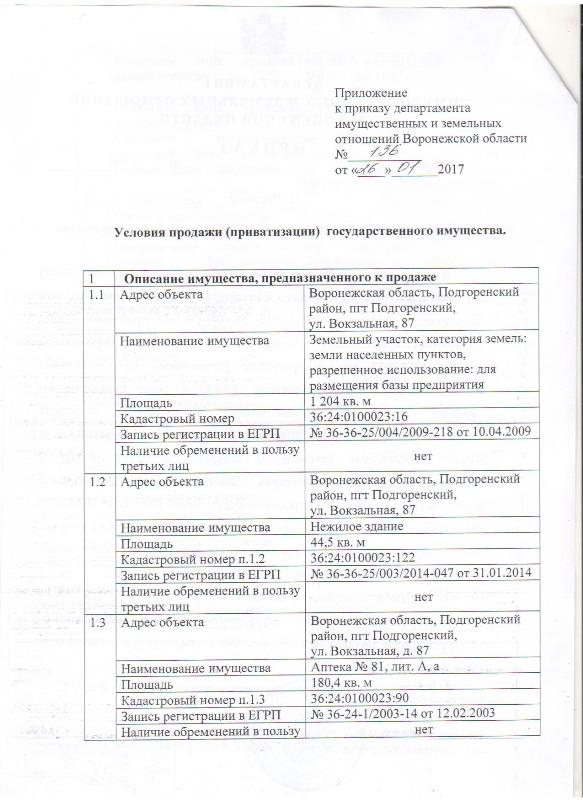 Приложение
к приказу департамента
имущественных и земельных
отношений Воронежской области
№ 136
от «26» 01 2017
Условия продажи (приватизации) государственного имущества.
1 Описание имущества, предназначенного к продаже
1.1 Адрес объекта Воронежская область, Подгоренский
район, пгт Подгоренский,
ул. Вокзальная, 87
Наименование имущества Земельный участок, категория земель:
земли населенных пунктов,
разрешенное использование: для
размещения базы предприятия
Площадь 1 204 кв. м
Кадастровый номер 36:24:0100023:16
Запись регистрации в ЕГРП № 36-36-25/004/2009-218 от 10.04.2009
Наличие обременений в пользу нет
третьих лиц
1.2 Адрес объекта Воронежская область, Подгоренский
район, пгт Подгоренский,
ул. Вокзальная, 87
Наименование имущества Нежилое здание
Площадь 44,5 кв. м
Кадастровый номер п.1.2 36:24:0100023:122
Запись регистрации в ЕГРП № 36-36-25/003/2014-047 от 31.01.2014
Наличие обременений в пользу нет
третьих лиц
1.3 Адрес объекта Воронежская область, Подгоренский
район, пгт Подгоренский,
ул. Вокзальная, д. 87
Наименование имущества Аптека № 81, лит. А, а
Площадь 180,4 кв. м
Кадастровый номер п.1.3 36:24:0100023:90
Запись регистрации в ЕГРП № 36-24-1/2003-14 от 12.02.2003
Наличие обременений в пользу нет